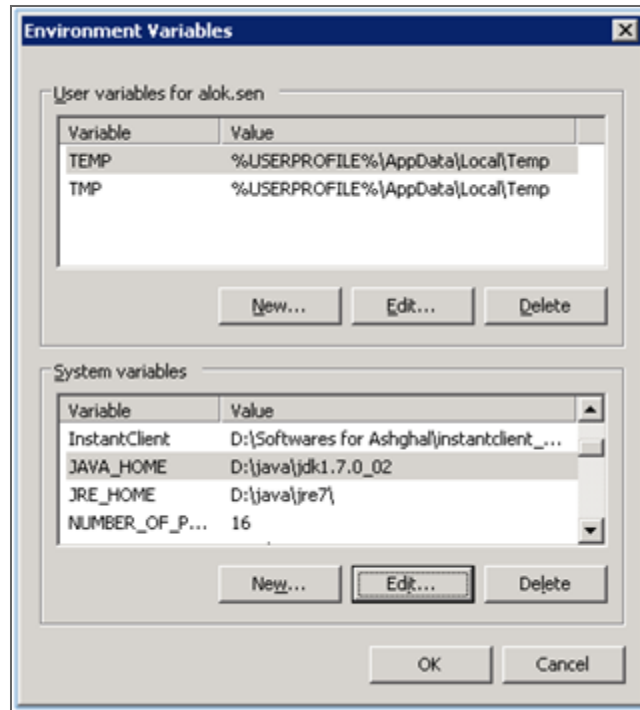 Environment Variables
User variables for alok.sen
Variable Value
TEMP %USERPROFILE%\AppData\Local\Temp
TMP %USERPROFILE%\AppData\Local\Temp
New... Edit... Delete
System variables
Variable Value
InstantClient D:\Softwares for Ashghal\instantclient_...
JAVA_HOME D:\java\jdk1.7.0_02
JRE_HOME D:\java\jre7\
NUMBER_OF_P... 16
New... Edit... Delete
OK Cancel